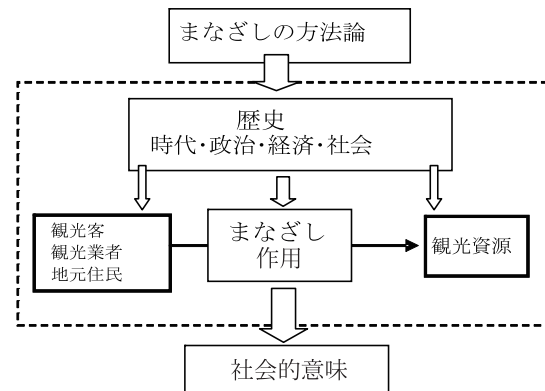 まなざしの方法論
歴史
時代・政治・経済・社会
観光客
観光業者
地元住民
まなざし
作用
観光資源
社会的意味